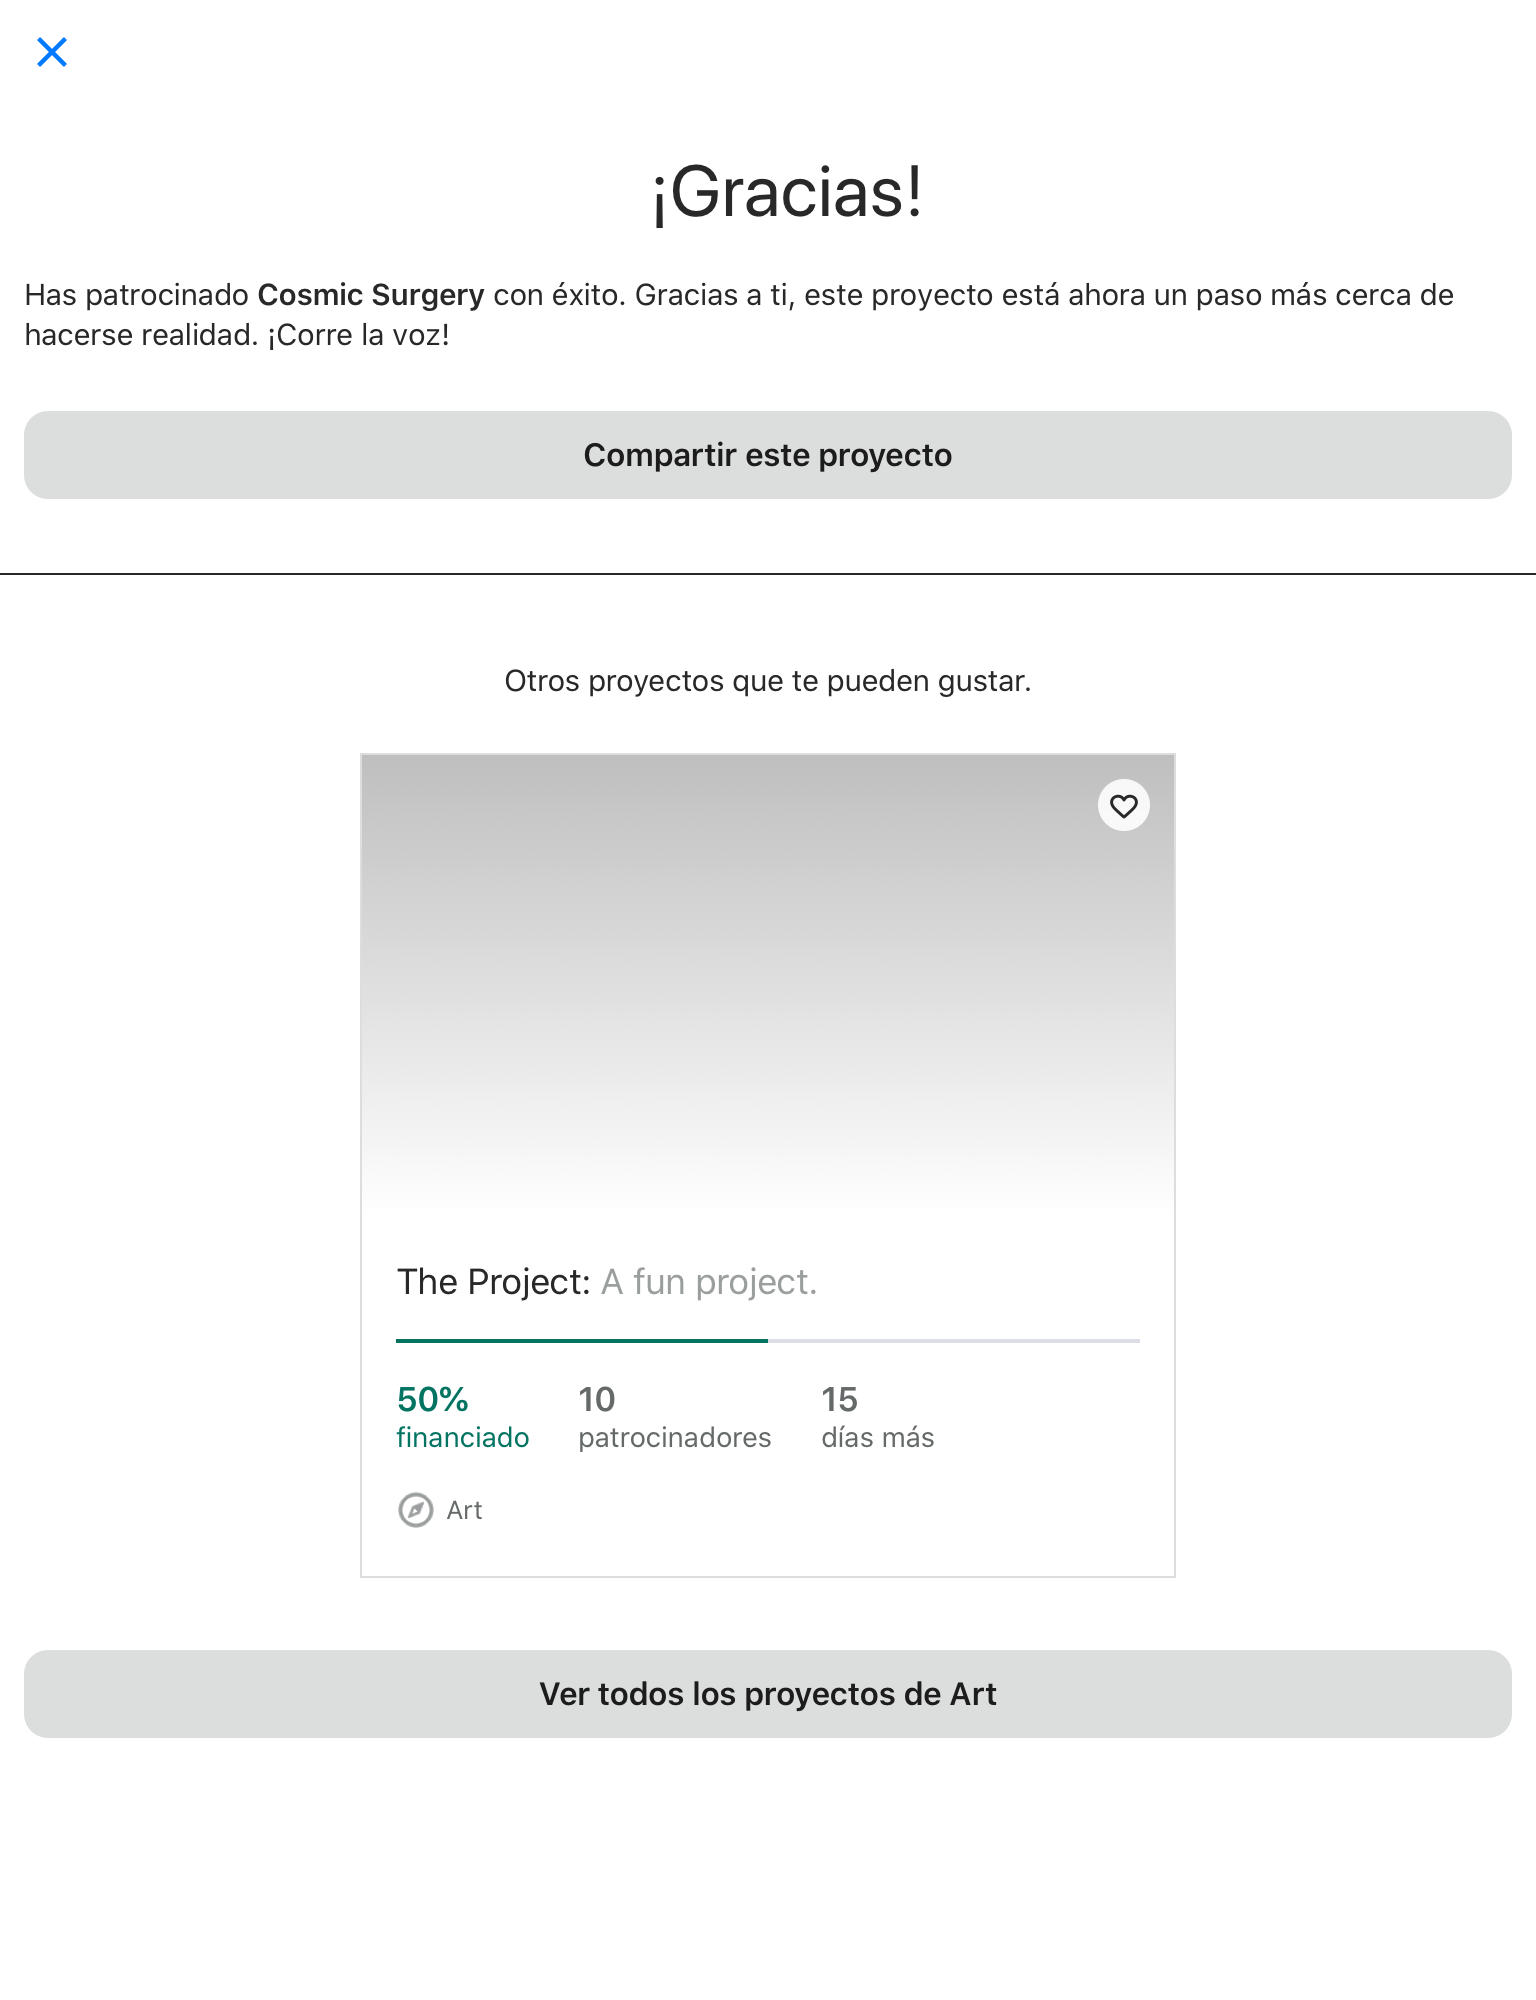 ¡Gracias!
Has patrocinado Cosmic Surgery con éxito. Gracias a ti, este proyecto está ahora un paso más cerca de
hacerse realidad. ¡Corre la voz!
Compartir este proyecto
Otros proyectos que te pueden gustar.
The Project: A fun project.
50% 10 15
financiado patrocinadores días más
Art
Ver todos los proyectos de Art